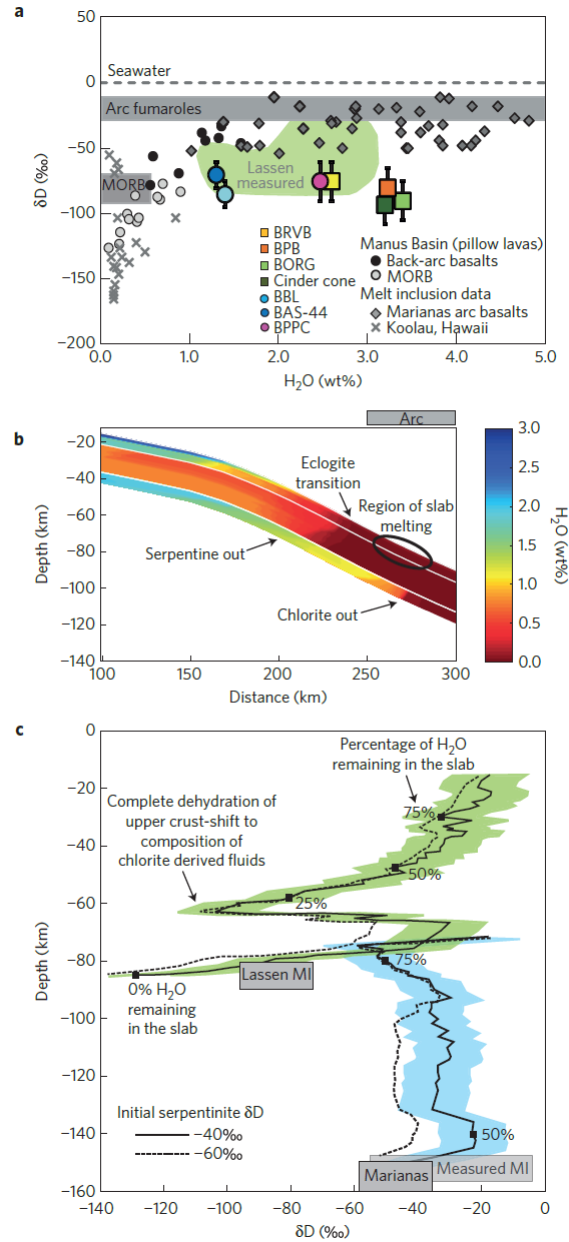 a
50
0
−50
−100
−150
−200
δD (‰)
Seawater
Arc fumaroles
MORB
Lassen
measured
BRVB
BPB
BORG
Cinder cone
BBL
BAS-44
BPPC
Manus Basin (pillow lavas)
Back-arc basalts
MORB
Melt inclusion data
Marianas arc basalts
Koolau, Hawaii
0.0 1.0 2.0 3.0 4.0 5.0
H₂O (wt%)
b
Arc
−20
−40
−60
−80
−100
−120
−140
Depth (km)
Eclogite
transition
Region of slab
melting
Serpentine out
Chlorite out
100 150 200 250 300
Distance (km)
3.0
2.5
2.0
1.5
1.0
0.5
0.0
H₂O (wt%)
c
0
−20
−40
−60
−80
−100
−120
−140
−160
Depth (km)
Percentage of H₂O
remaining in the slab
75%
Complete dehydration of
upper crust-shift to
composition of
chlorite derived fluids
50%
25%
75%
Lassen MI
0% H₂O
remaining
in the slab
Initial serpentinite δD
−40‰
−60‰
50%
Measured MI
Marianas
−140 −120 −100 −80 −60 −40 −20 0
δD (‰)